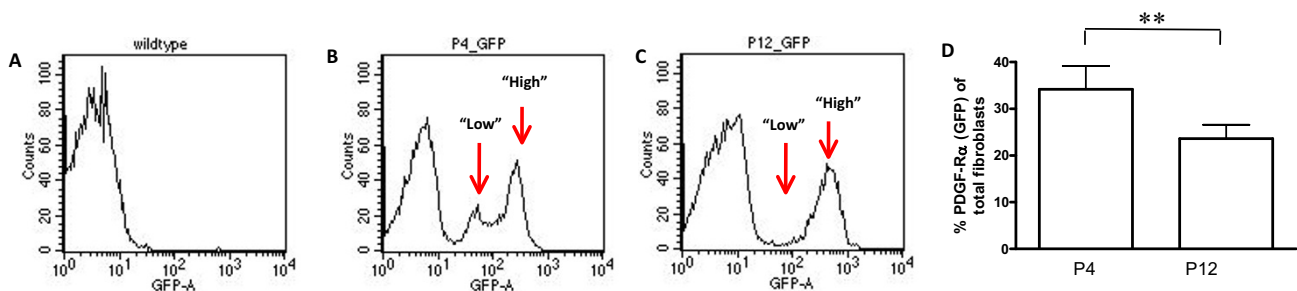 A
wildtype
Counts
100
80
60
40
20
0
10^0 10^1 10^2 10^3 10^4
GFP-A
B
P4_GFP
"High"
"Low"
Counts
100
80
60
40
20
0
10^0 10^1 10^2 10^3 10^4
GFP-A
C
P12_GFP
"High"
"Low"
Counts
100
80
60
40
20
0
10^0 10^1 10^2 10^3 10^4
GFP-A
D
**
% PDGF-Rα (GFP) of
total fibroblasts
40
30
20
10
0
P4 P12